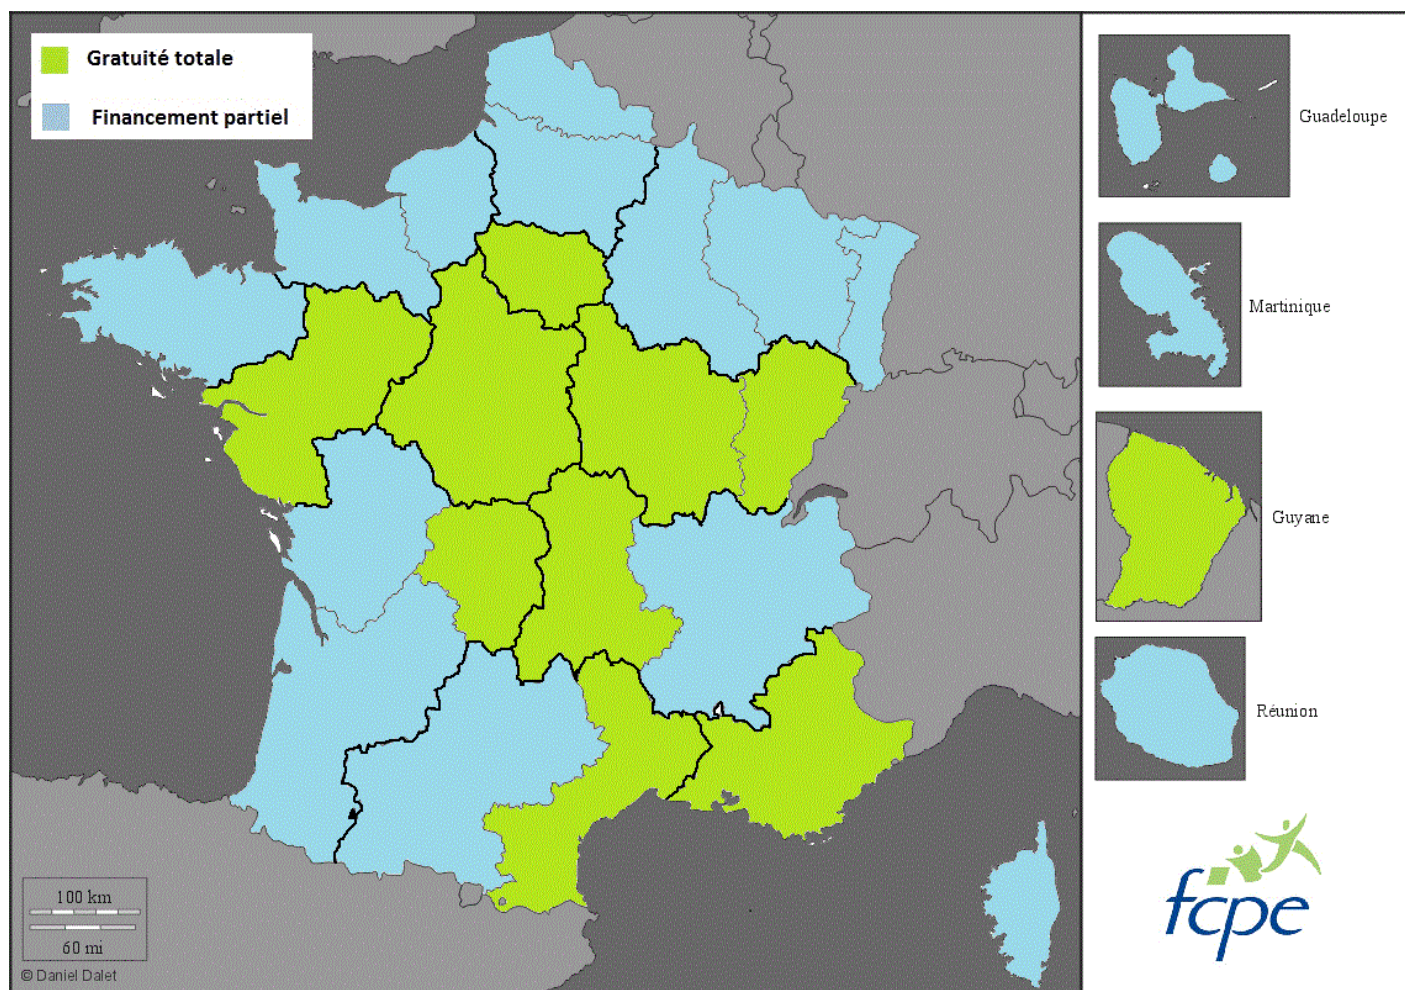 Gratuité totale
Financement partiel
Guadeloupe
Martinique
Guyane
Réunion
100 km
60 mi
© Daniel Dalet
fcpe